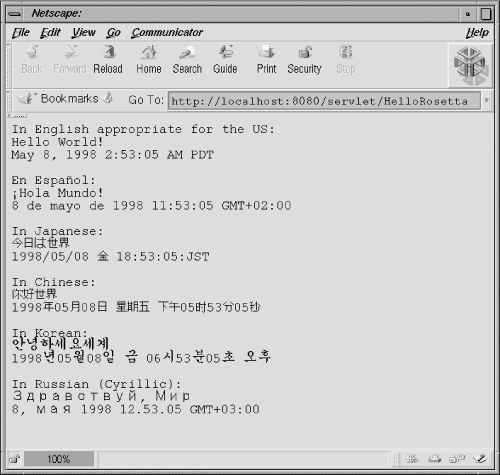 Netscape:
File Edit View Go Communicator Help
Back Forward Reload Home Search Guide Print Security Stop
Bookmarks Go To: http://localhost:8080/servlet/HelloRosetta
In English appropriate for the US:
Hello World!
May 8, 1998 2:53:05 AM PDT
En Español:
¡Hola Mundo!
8 de mayo de 1998 11:53:05 GMT+02:00
In Japanese:
今日は世界
1998/05/08 金 18:53:05:JST
In Chinese:
你好世界
1998年05月08日 星期五 下午05时53分05秒
In Korean:
안녕하세요세계
1998년05월08일 금 06시53분05초 오후
In Russian (Cyrillic):
Здравствуй, Мир
8, мая 1998 12.53.05 GMT+03:00
100%